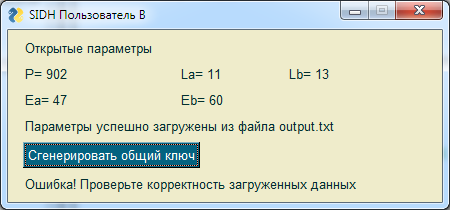 SIDH Пользователь B
Открытые параметры
P= 902 La= 11 Lb= 13
Ea= 47 Eb= 60
Параметры успешно загружены из файла output.txt
Сгенерировать общий ключ
Ошибка! Проверьте корректность загруженных данных